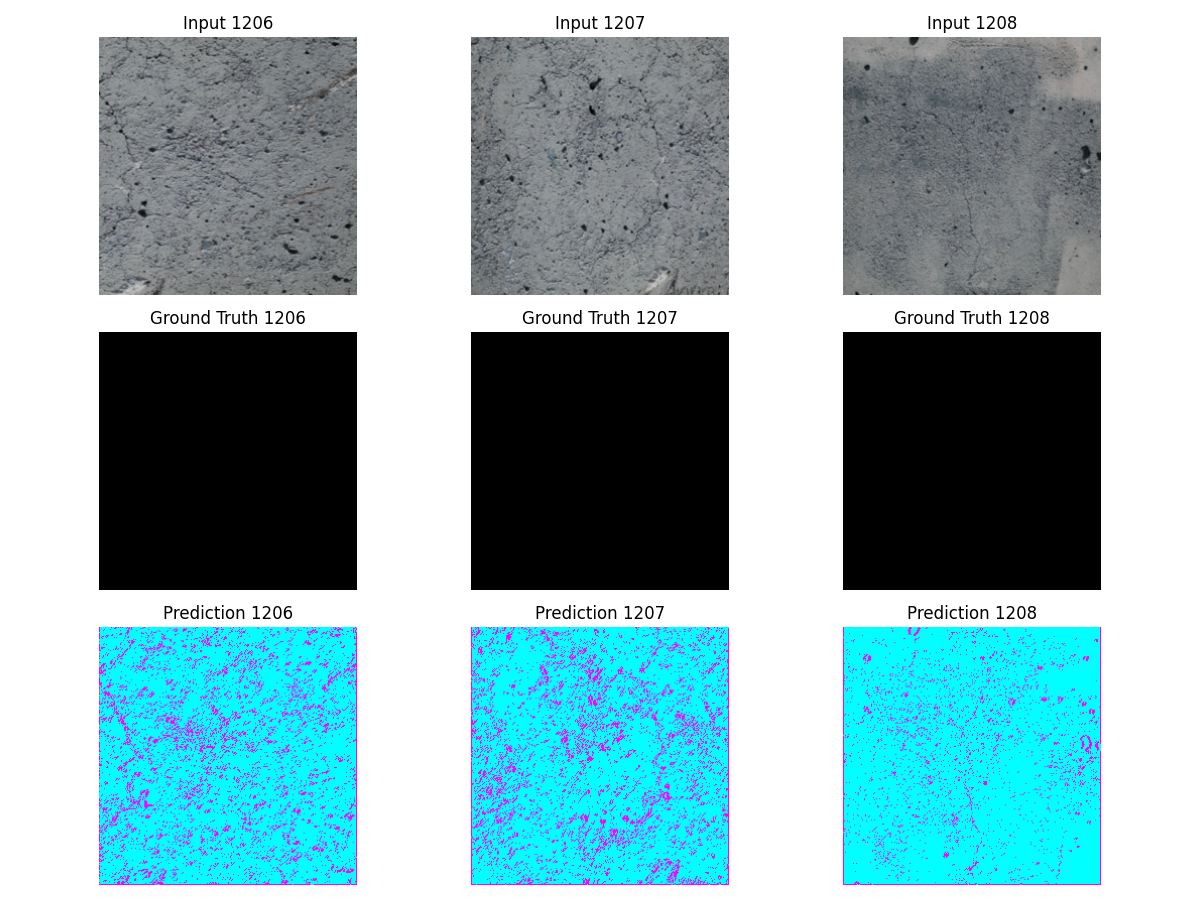 Input 1206
Input 1207
Input 1208
Ground Truth 1206
Ground Truth 1207
Ground Truth 1208
Prediction 1206
Prediction 1207
Prediction 1208